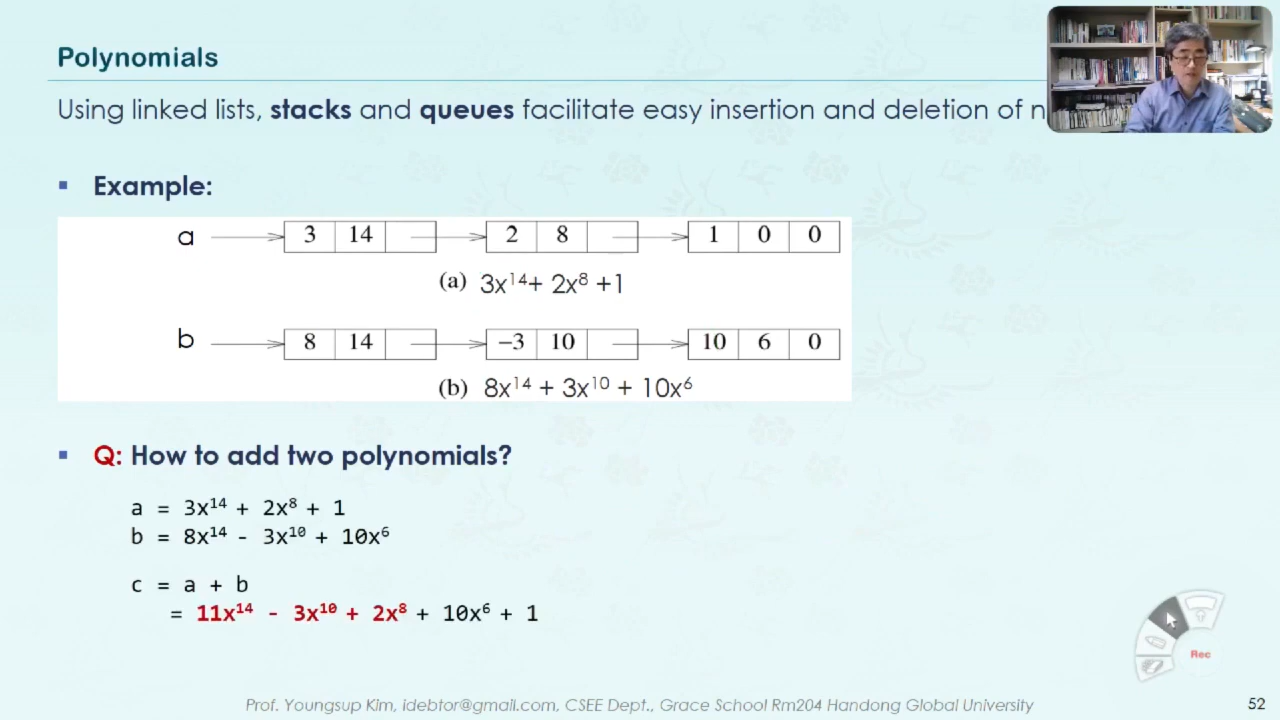 Polynomials
Using linked lists, stacks and queues facilitate easy insertion and deletion of
Example:
a 3 14 2 8 1 0 0
(a) 3x¹⁴+ 2x⁸ +1
b 8 14 −3 10 10 6 0
(b) 8x¹⁴ + 3x¹⁰ + 10x⁶
Q: How to add two polynomials?
a = 3x¹⁴ + 2x⁸ + 1
b = 8x¹⁴ - 3x¹⁰ + 10x⁶
c = a + b
= 11x¹⁴ - 3x¹⁰ + 2x⁸ + 10x⁶ + 1
Rec
Prof. Youngsup Kim, idebtor@gmail.com, CSEE Dept., Grace School Rm204 Handong Global University
52